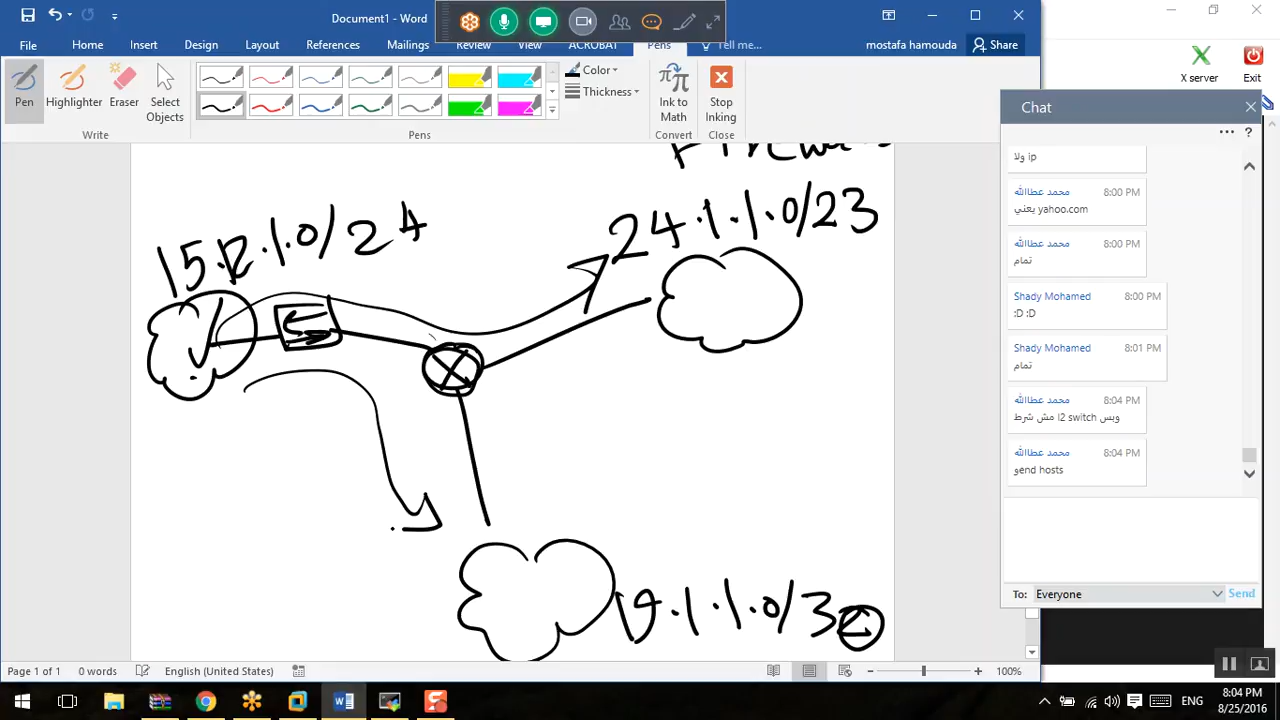 Document1 - Word
File
Home
Insert
Design
Layout
References
Mailings
Review
View
ACROBAT
Pens
Tell me...
mostafa hamouda
Share
Pen
Highlighter
Eraser
Select
Objects
Color
Thickness
Ink to
Math
Stop
Inking
Write
Pens
Convert
Close
X server
Exit
Chat
ولا ip
محمد عطاالله 8:00 PM
يعني yahoo.com
محمد عطاالله 8:00 PM
تمام
Shady Mohamed 8:00 PM
:D :D
Shady Mohamed 8:01 PM
تمام
محمد عطاالله 8:04 PM
وبس l2 switch مش شرط
محمد عطاالله 8:04 PM
وend hosts
To: Everyone
Send
24.1.1.0/23
.1.0/24
.1.1.0/3
Page 1 of 1
0 words
English (United States)
100%
ENG
8:04 PM
8/25/2016